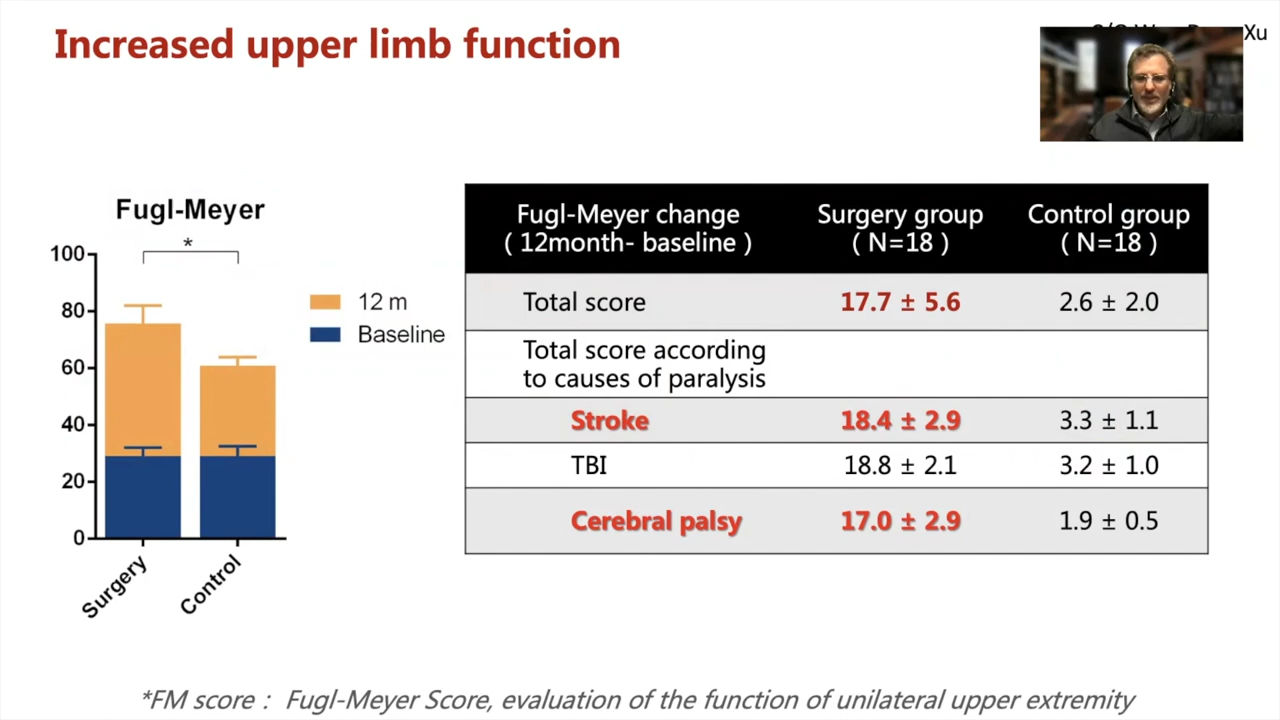 Increased upper limb function
Xu
Fugl-Meyer
*
100
80
60
40
20
0
12 m
Baseline
Surgery
Control
Fugl-Meyer change
( 12month- baseline )
Surgery group
( N=18 )
Control group
( N=18 )
Total score 17.7 ± 5.6 2.6 ± 2.0
Total score according
to causes of paralysis
Stroke 18.4 ± 2.9 3.3 ± 1.1
TBI 18.8 ± 2.1 3.2 ± 1.0
Cerebral palsy 17.0 ± 2.9 1.9 ± 0.5
*FM score : Fugl-Meyer Score, evaluation of the function of unilateral upper extremity